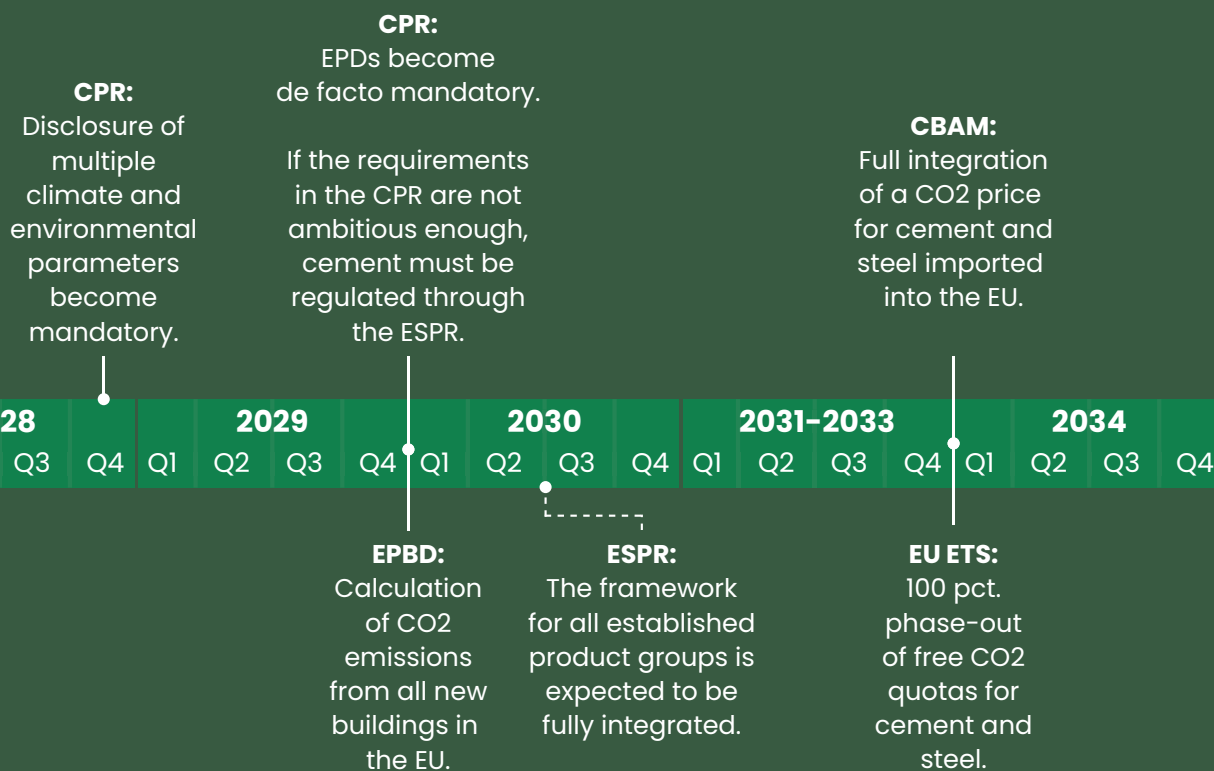 CPR:
Disclosure of
multiple
climate and
environmental
parameters
become
mandatory.
CPR:
EPDs become
de facto mandatory.
If the requirements
in the CPR are not
ambitious enough,
cement must be
regulated through
the ESPR.
CBAM:
Full integration
of a CO2 price
for cement and
steel imported
into the EU.
28 2029 2030 2031-2033 2034
Q3 Q4 Q1 Q2 Q3 Q4 Q1 Q2 Q3 Q4 Q1 Q2 Q3 Q4 Q1 Q2 Q3 Q4
EPBD:
Calculation
of CO2
emissions
from all new
buildings in
the EU.
ESPR:
The framework
for all established
product groups is
expected to be
fully integrated.
EU ETS:
100 pct.
phase-out
of free CO2
quotas for
cement and
steel.